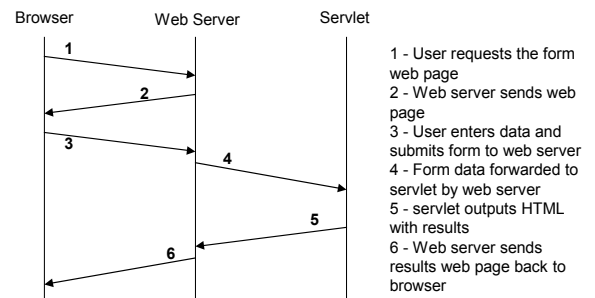 Browser
Web Server
Servlet
1
2
3
4
5
6
1 - User requests the form
web page
2 - Web server sends web
page
3 - User enters data and
submits form to web server
4 - Form data forwarded to
servlet by web server
5 - servlet outputs HTML
with results
6 - Web server sends
results web page back to
browser